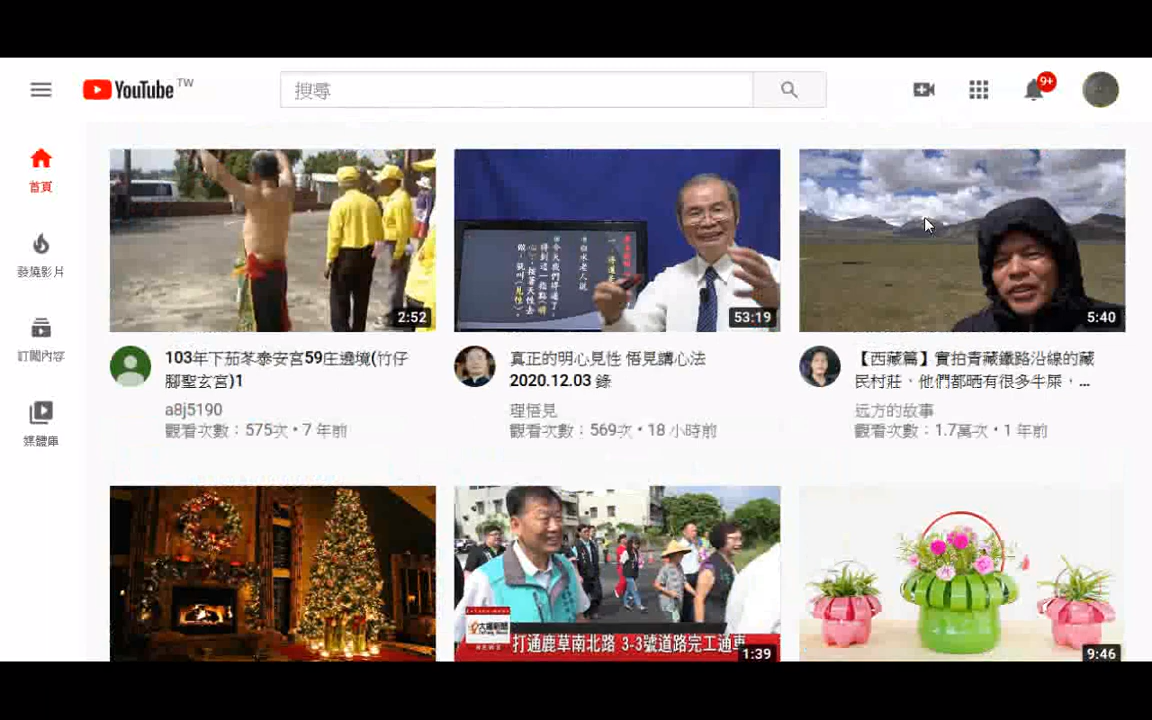 YouTube TW
搜尋
9+
首頁
發燒影片
訂閱內容
媒體庫
2:52
53:19
5:40
103年下茄苳泰安宮59庄遶境(竹仔
腳聖玄宮)1
a8j5190
觀看次數：575次 • 7 年前
真正的明心見性 悟見講心法
2020.12.03 錄
理悟見
觀看次數：569次 • 18 小時前
【西藏篇】實拍青藏鐵路沿線的藏
民村莊，他們都晒有很多牛屎，...
远方的故事
觀看次數：1.7萬次 • 1 年前
打通鹿草南北路 3-3號道路完工通車
1:39
9:46